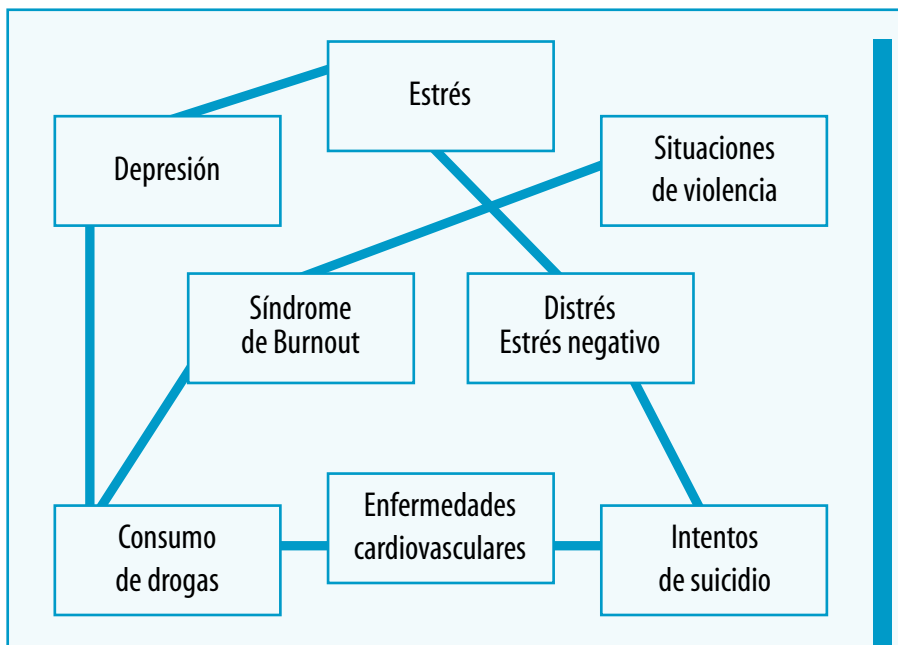 Estrés
Depresión
Situaciones
de violencia
Síndrome
de Burnout
Distrés
Estrés negativo
Consumo
de drogas
Enfermedades
cardiovasculares
Intentos
de suicidio